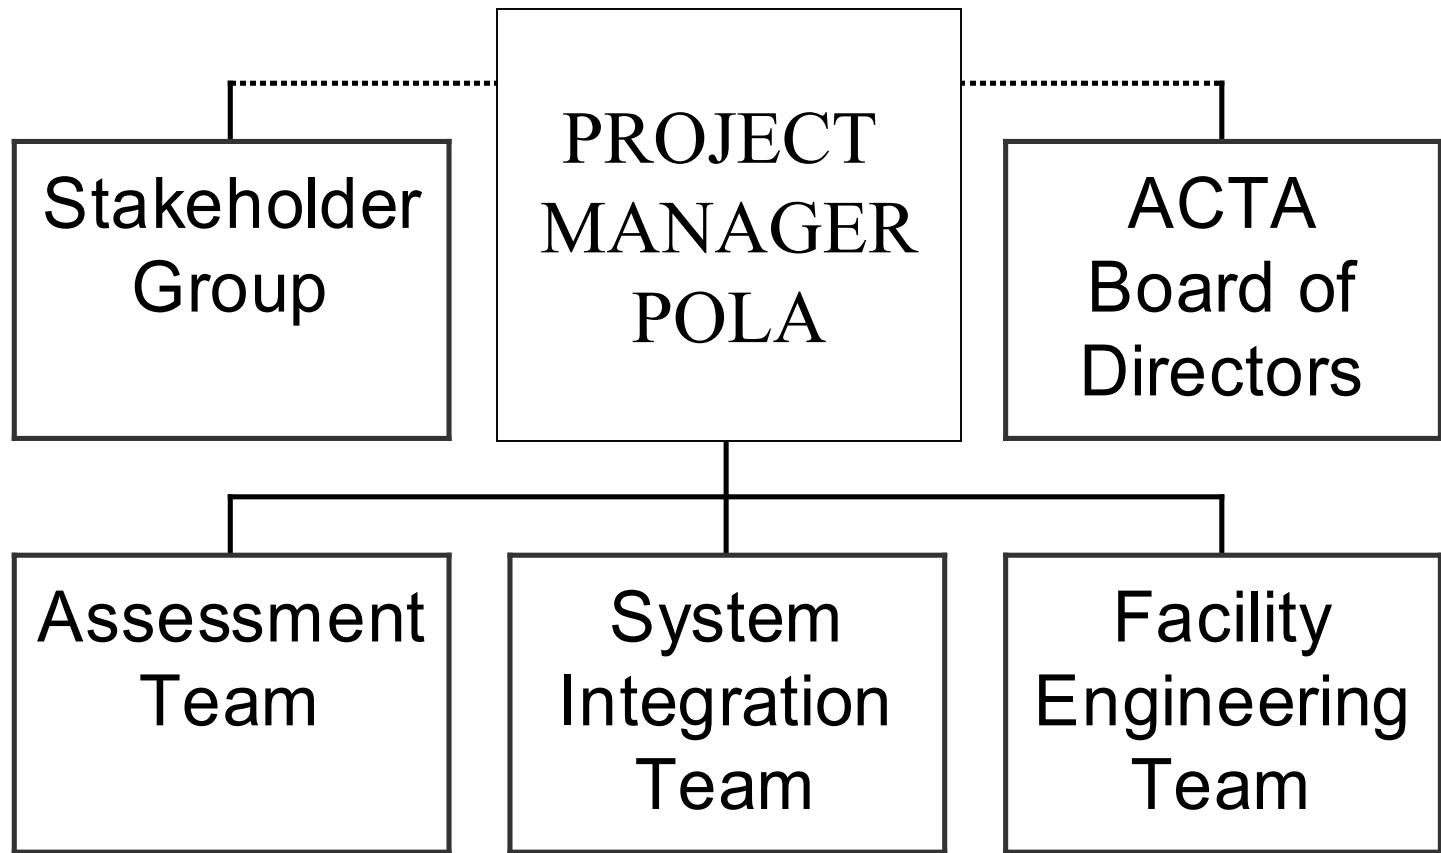 Stakeholder
Group
PROJECT
MANAGER
POLA
ACTA
Board of
Directors
Assessment
Team
System
Integration
Team
Facility
Engineering
Team